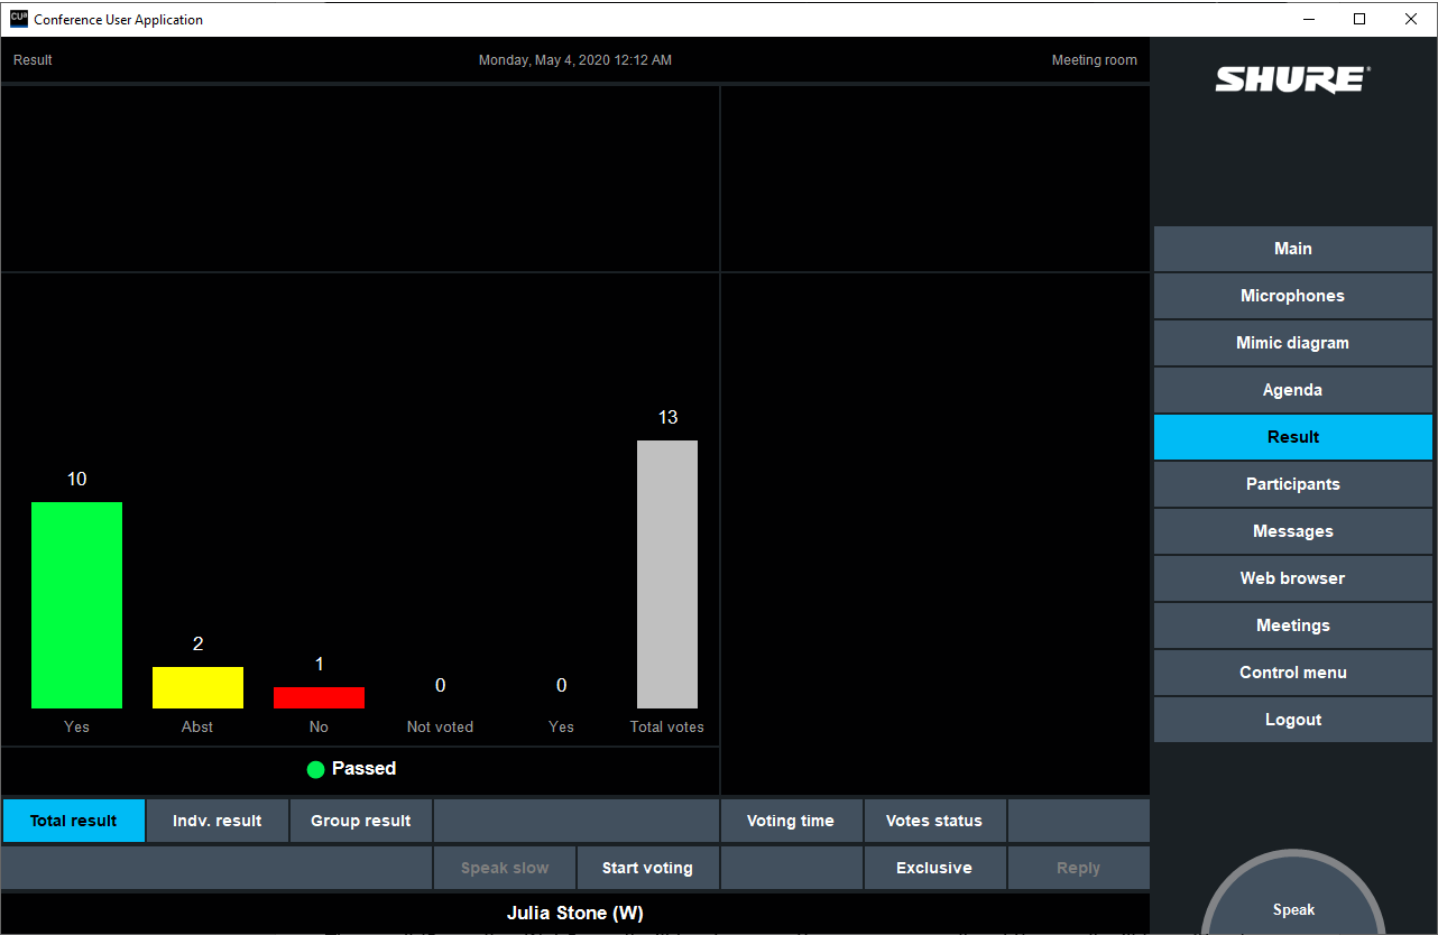 CUa Conference User Application
Result Monday, May 4, 2020 12:12 AM Meeting room
SHURE
Main
Microphones
Mimic diagram
Agenda
Result
Participants
Messages
Web browser
Meetings
Control menu
Logout
13
10
2
1
0
0
Yes Abst No Not voted Yes Total votes
Passed
Total result Indv. result Group result Voting time Votes status
Speak slow Start voting Exclusive Reply
Julia Stone (W)
Speak